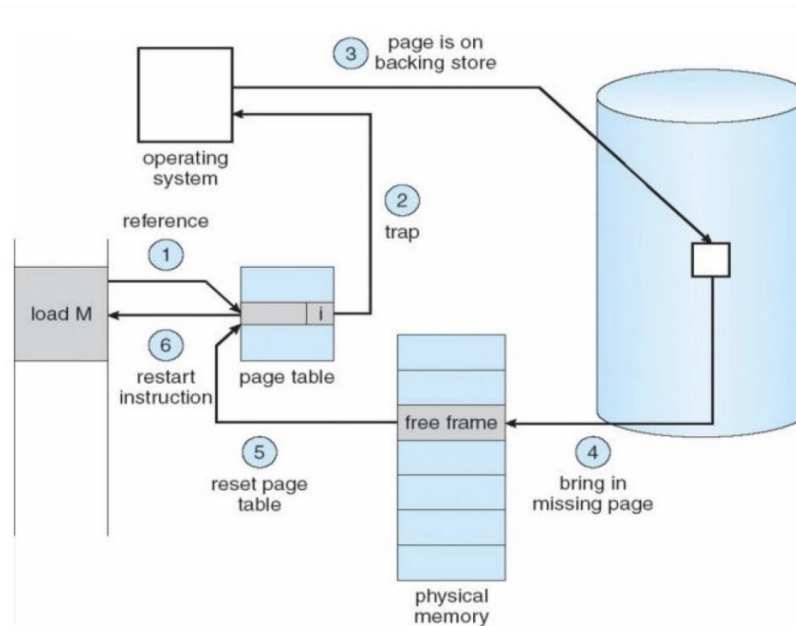 3
page is on
backing store
operating
system
2
trap
reference
1
load M
i
6
restart
instruction
page table
free frame
5
reset page
table
4
bring in
missing page
physical
memory